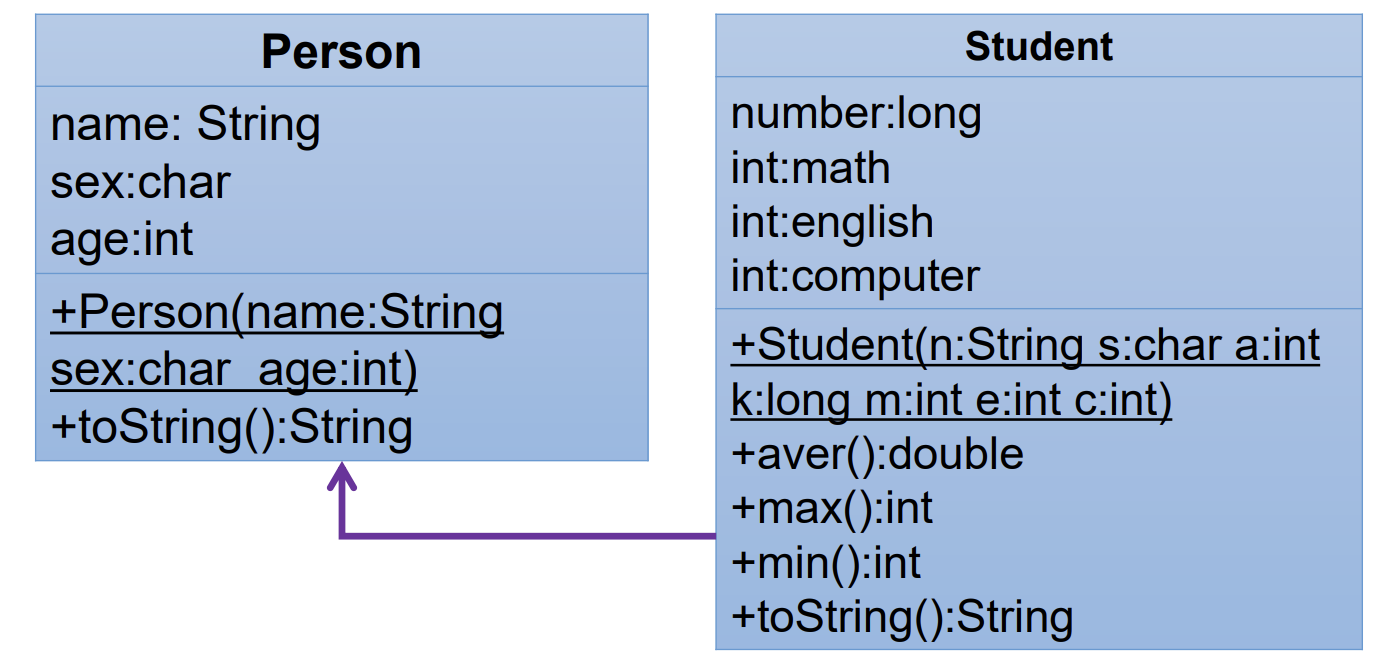 Person
name: String
sex:char
age:int
+Person(name:String
sex:char  age:int)
+toString():String
Student
number:long
int:math
int:english
int:computer
+Student(n:String s:char a:int
k:long m:int e:int c:int)
+aver():double
+max():int
+min():int
+toString():String